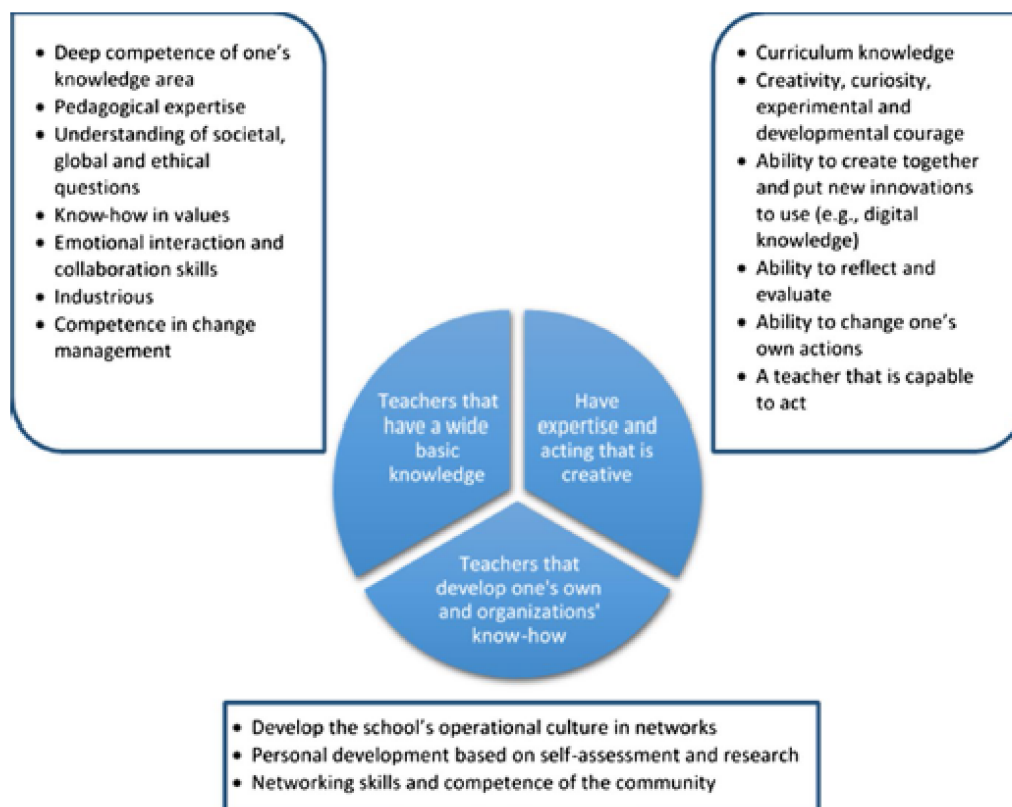 • Deep competence of one's
knowledge area
• Pedagogical expertise
• Understanding of societal,
global and ethical
questions
• Know-how in values
• Emotional interaction and
collaboration skills
• Industrious
• Competence in change
management
• Curriculum knowledge
• Creativity, curiosity,
experimental and
developmental courage
• Ability to create together
and put new innovations
to use (e.g., digital
knowledge)
• Ability to reflect and
evaluate
• Ability to change one's
own actions
• A teacher that is capable
to act
Teachers that
have a wide
basic
knowledge
Have
expertise and
acting that is
creative
Teachers that
develop one's own
and organizations'
know-how
• Develop the school's operational culture in networks
• Personal development based on self-assessment and research
• Networking skills and competence of the community